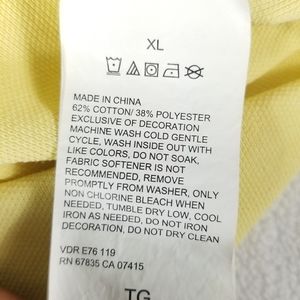 XL
MADE IN CHINA
62% COTTON/ 38% POLYESTER
EXCLUSIVE OF DECORATION
MACHINE WASH COLD GENTLE
CYCLE, WASH INSIDE OUT WITH
LIKE COLORS, DO NOT SOAK,
FABRIC SOFTENER IS NOT
RECOMMENDED, REMOVE
PROMPTLY FROM WASHER, ONLY
NON CHLORINE BLEACH WHEN
NEEDED, TUMBLE DRY LOW, COOL
IRON AS NEEDED, DO NOT IRON
DECORATION, DO NOT DRY CLEAN
VDR E76 119
RN 67835 CA 07415
TG